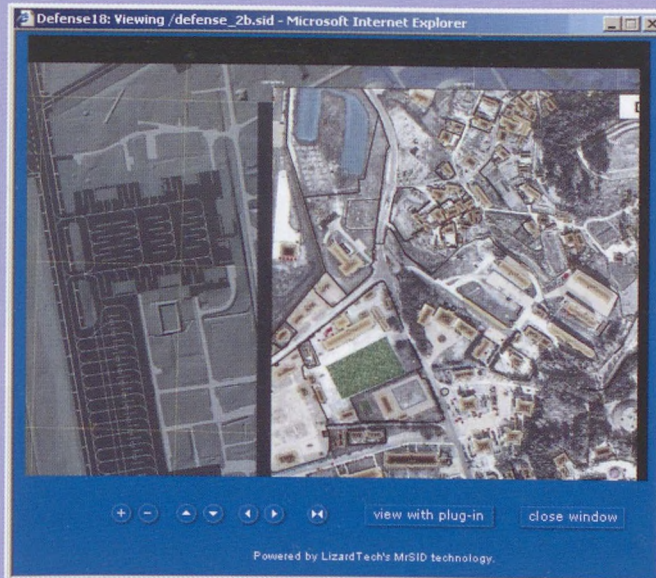 Defense18: Viewing /defense_2b.sid - Microsoft Internet Explorer
view with plug-in
close window
Powered by LizardTech's MrSID technology.